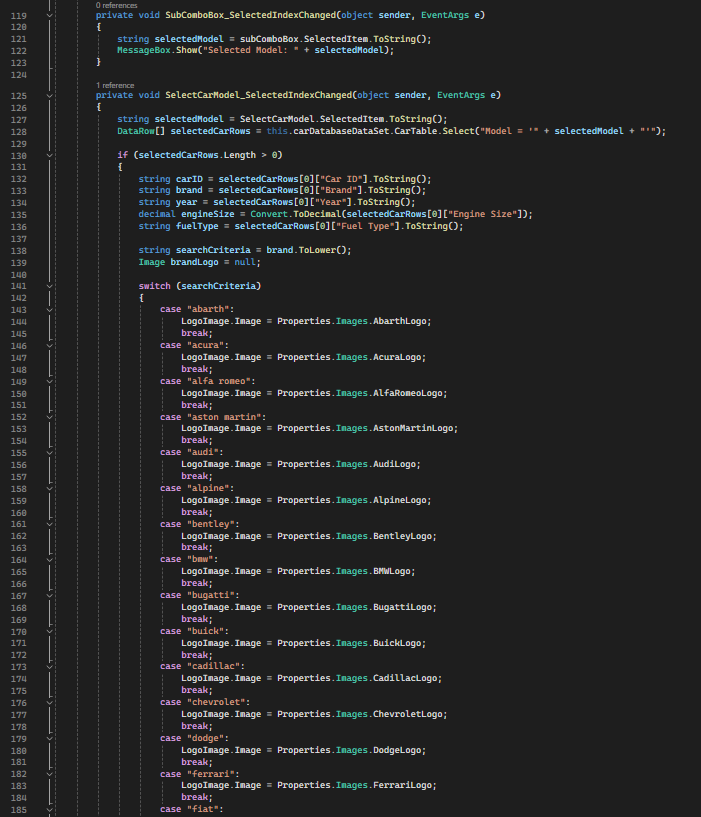 0 references
119 private void SubComboBox_SelectedIndexChanged(object sender, EventArgs e)
120 {
121 string selectedModel = subComboBox.SelectedItem.ToString();
122 MessageBox.Show("Selected Model: " + selectedModel);
123 }
124
1 reference
125 private void SelectCarModel_SelectedIndexChanged(object sender, EventArgs e)
126 {
127 string selectedModel = SelectCarModel.SelectedItem.ToString();
128 DataRow[] selectedCarRows = this.carDatabaseDataSet.CarTable.Select("Model = '" + selectedModel + "'");
129
130 if (selectedCarRows.Length > 0)
131 {
132 string carID = selectedCarRows[0]["Car ID"].ToString();
133 string brand = selectedCarRows[0]["Brand"].ToString();
134 string year = selectedCarRows[0]["Year"].ToString();
135 decimal engineSize = Convert.ToDecimal(selectedCarRows[0]["Engine Size"]);
136 string fuelType = selectedCarRows[0]["Fuel Type"].ToString();
137
138 string searchCriteria = brand.ToLower();
139 Image brandLogo = null;
140
141 switch (searchCriteria)
142 {
143 case "abarth":
144 LogoImage.Image = Properties.Images.AbarthLogo;
145 break;
146 case "acura":
147 LogoImage.Image = Properties.Images.AcuraLogo;
148 break;
149 case "alfa romeo":
150 LogoImage.Image = Properties.Images.AlfaRomeoLogo;
151 break;
152 case "aston martin":
153 LogoImage.Image = Properties.Images.AstonMartinLogo;
154 break;
155 case "audi":
156 LogoImage.Image = Properties.Images.AudiLogo;
157 break;
158 case "alpine":
159 LogoImage.Image = Properties.Images.AlpineLogo;
160 break;
161 case "bentley":
162 LogoImage.Image = Properties.Images.BentleyLogo;
163 break;
164 case "bmw":
165 LogoImage.Image = Properties.Images.BMWLogo;
166 break;
167 case "bugatti":
168 LogoImage.Image = Properties.Images.BugattiLogo;
169 break;
170 case "buick":
171 LogoImage.Image = Properties.Images.BuickLogo;
172 break;
173 case "cadillac":
174 LogoImage.Image = Properties.Images.CadillacLogo;
175 break;
176 case "chevrolet":
177 LogoImage.Image = Properties.Images.ChevroletLogo;
178 break;
179 case "dodge":
180 LogoImage.Image = Properties.Images.DodgeLogo;
181 break;
182 case "ferrari":
183 LogoImage.Image = Properties.Images.FerrariLogo;
184 break;
185 case "fiat":